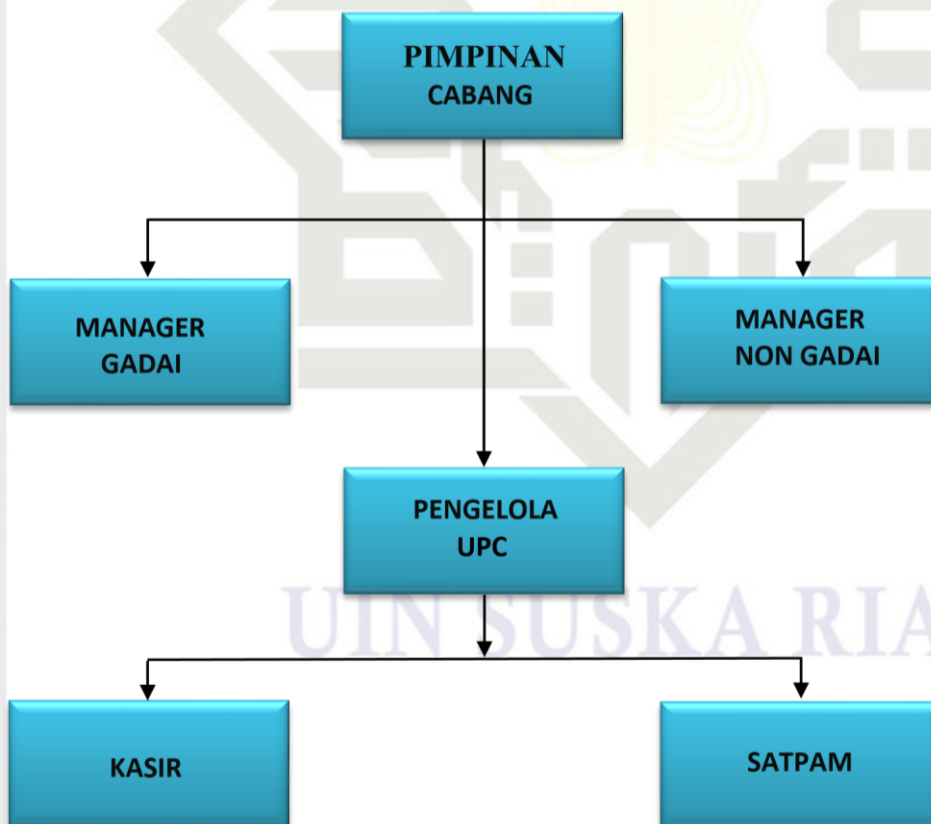 PIMPINAN
CABANG
MANAGER
GADAI
MANAGER
NON GADAI
PENGELOLA
UPC
UIN SUSKA RIA
KASIR
SATPAM